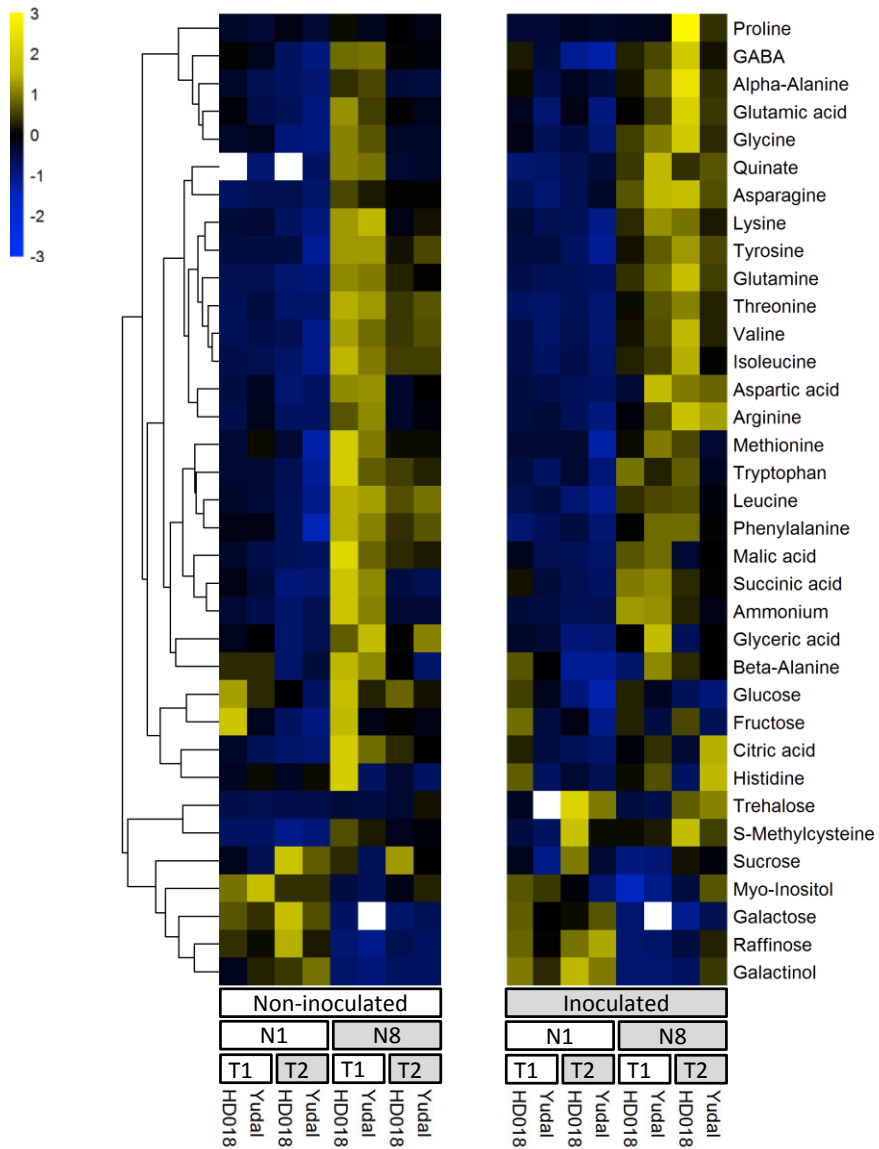 3
2
1
0
-1
-2
-3
Proline
GABA
Alpha-Alanine
Glutamic acid
Glycine
Quinate
Asparagine
Lysine
Tyrosine
Glutamine
Threonine
Valine
Isoleucine
Aspartic acid
Arginine
Methionine
Tryptophan
Leucine
Phenylalanine
Malic acid
Succinic acid
Ammonium
Glyceric acid
Beta-Alanine
Glucose
Fructose
Citric acid
Histidine
Trehalose
S-Methylcysteine
Sucrose
Myo-Inositol
Galactose
Raffinose
Galactinol
Non-inoculated Inoculated
N1 N8 N1 N8
T1 T2 T1 T2 T1 T2 T1 T2
HD018 Yudal HD018 Yudal HD018 Yudal HD018 Yudal HD018 Yudal HD018 Yudal HD018 Yudal HD018 Yudal